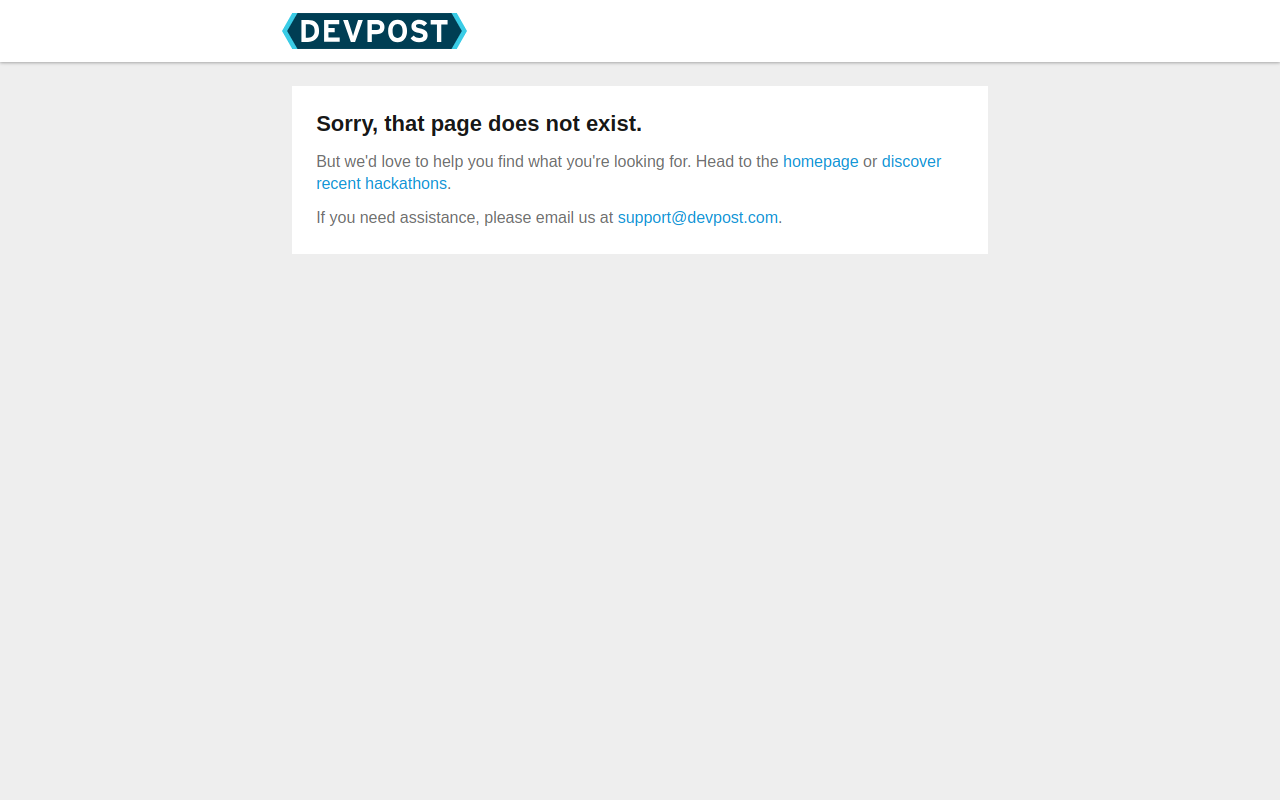 DEVPOST
Sorry, that page does not exist.
But we'd love to help you find what you're looking for. Head to the homepage or discover
recent hackathons.
If you need assistance, please email us at support@devpost.com.